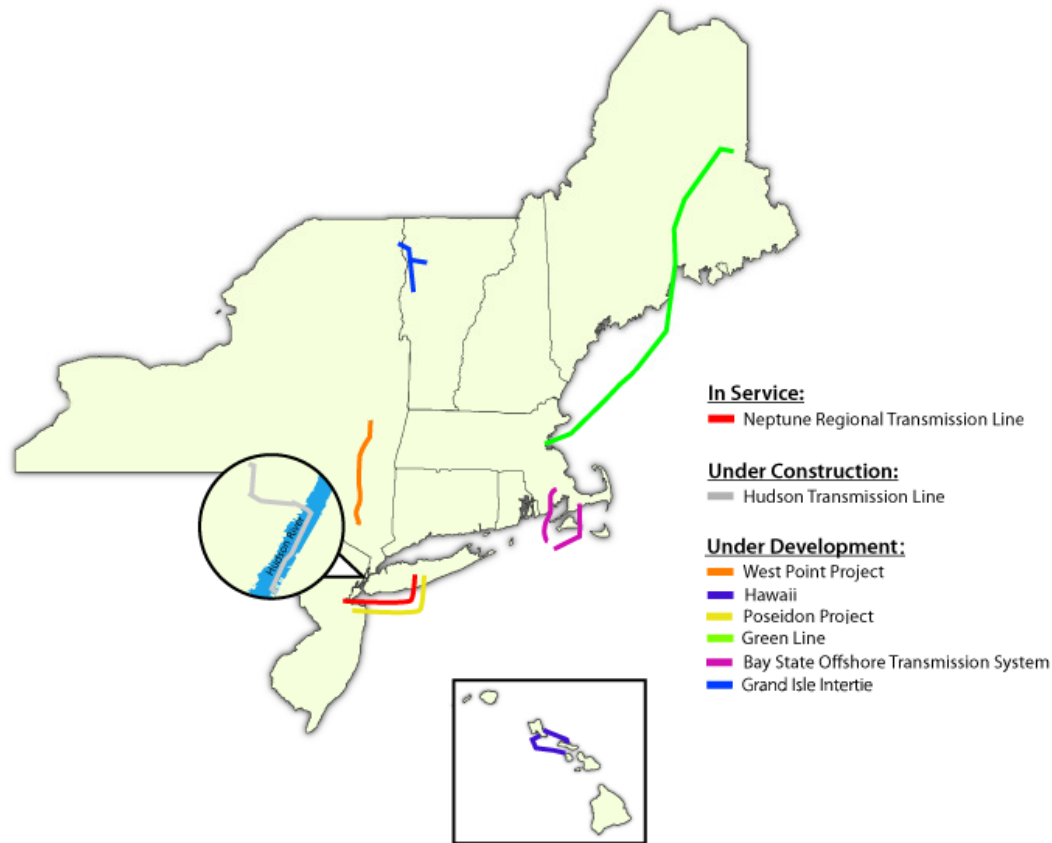 In Service:
Neptune Regional Transmission Line
Under Construction:
Hudson Transmission Line
Under Development:
West Point Project
Hawaii
Poseidon Project
Green Line
Bay State Offshore Transmission System
Grand Isle Intertie
Hudson River